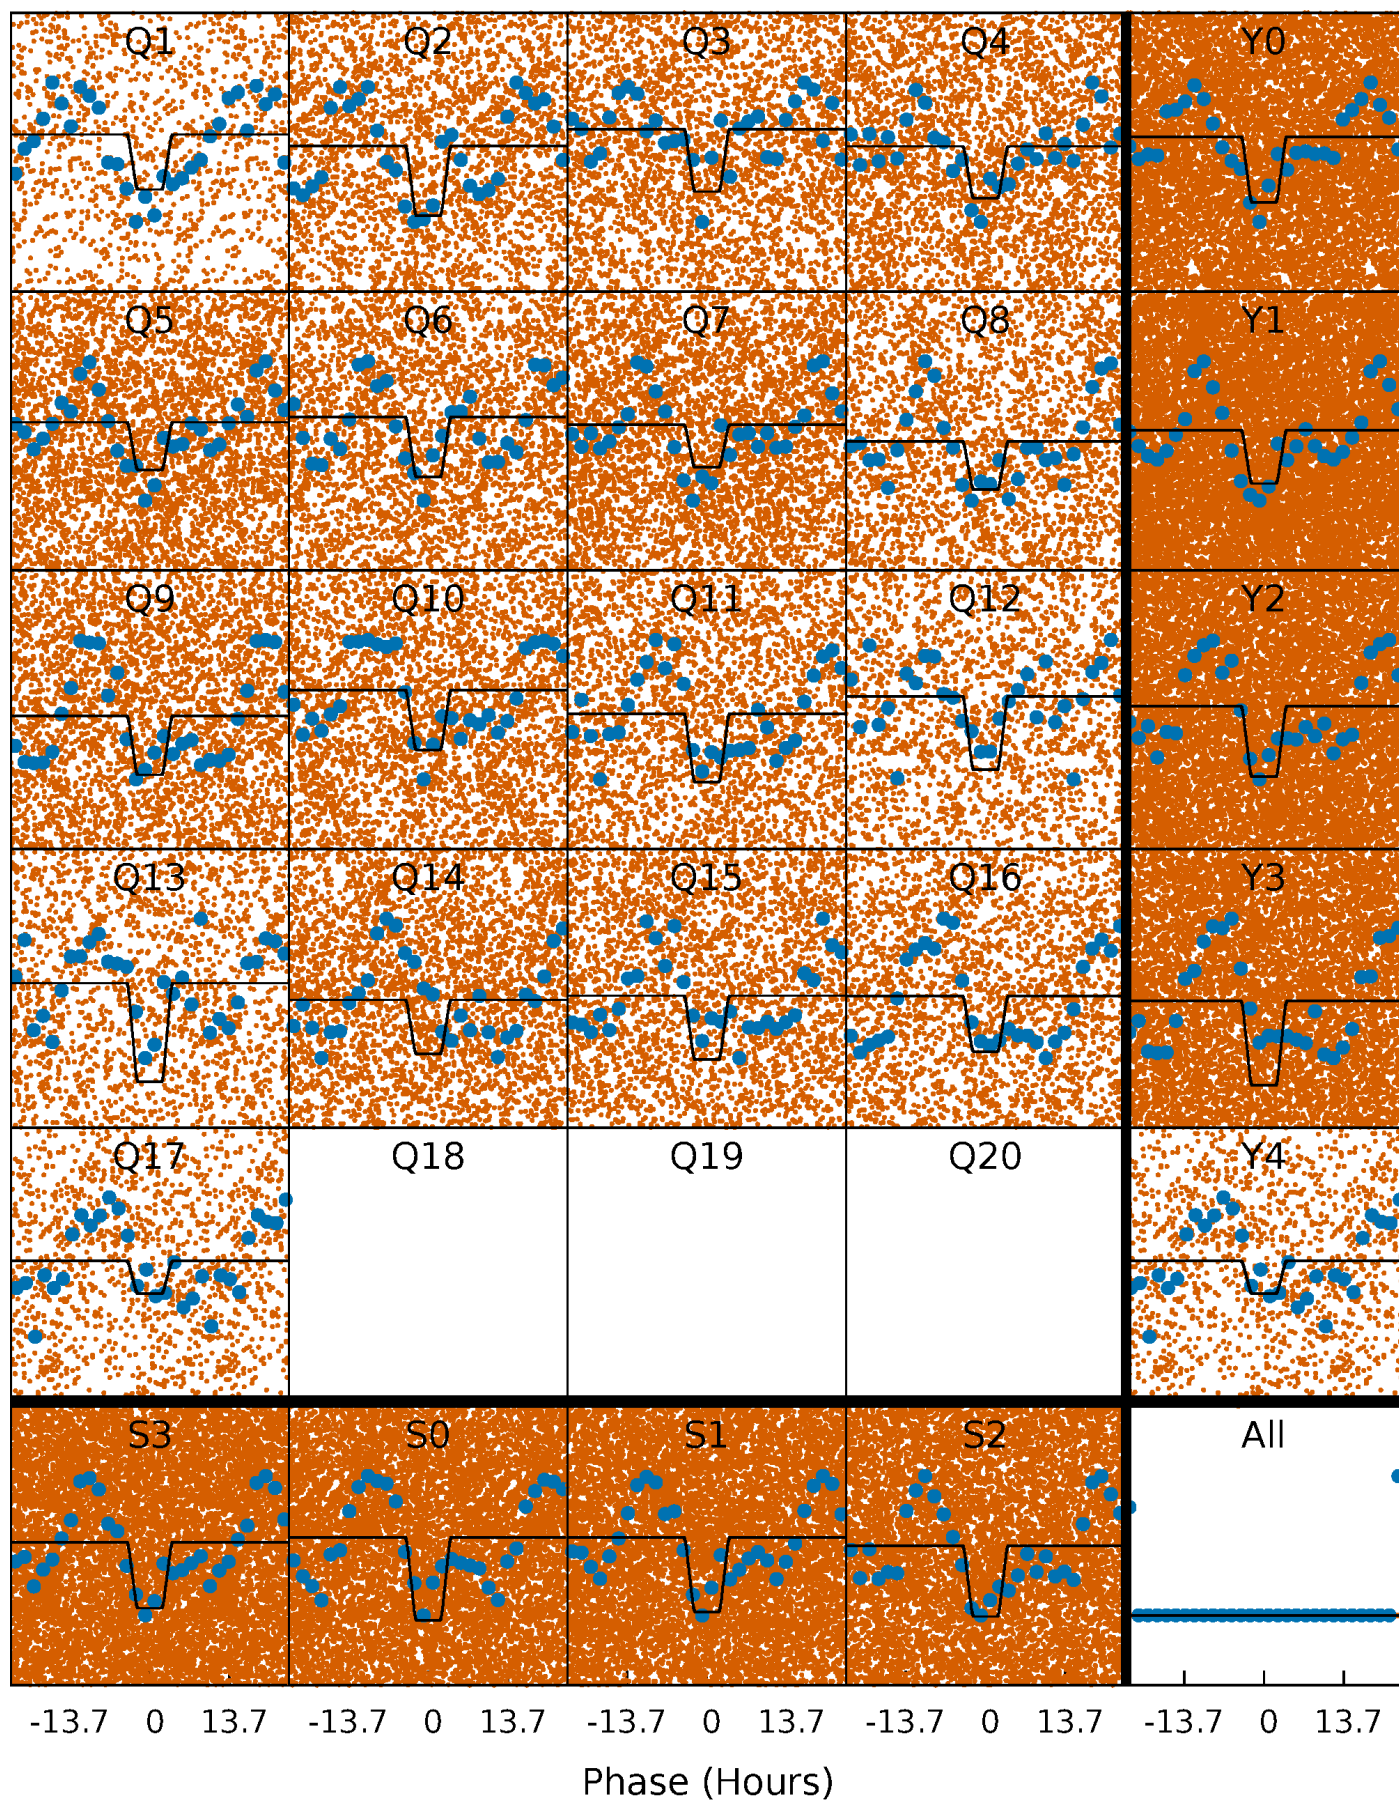 Q1 Q2 Q3 Q4 Y0
Q5 Q6 Q7 Q8 Y1
Q9 Q10 Q11 Q12 Y2
Q13 Q14 Q15 Q16 Y3
Q17 Q18 Q19 Q20 Y4
S3 S0 S1 S2 All
-13.7 0 13.7 -13.7 0 13.7 -13.7 0 13.7 -13.7 0 13.7 -13.7 0 13.7
Phase (Hours)